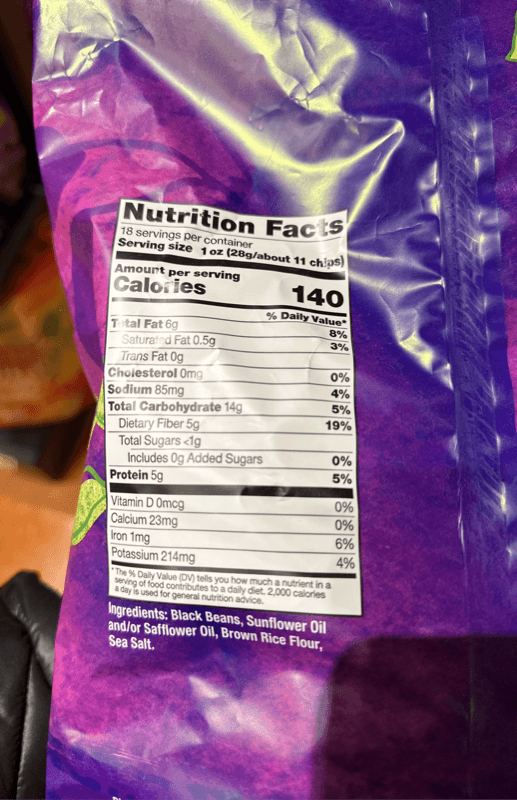 Nutrition Facts
18 servings per container
Serving size 1 oz (28g/about 11 chips)
Amount per serving
Calories 140
% Daily Value*
Total Fat 6g 8%
Saturated Fat 0.5g 3%
Trans Fat 0g
Cholesterol 0mg 0%
Sodium 85mg 4%
Total Carbohydrate 14g 5%
Dietary Fiber 5g 19%
Total Sugars <1g
Includes 0g Added Sugars 0%
Protein 5g 5%
Vitamin D 0mcg 0%
Calcium 23mg 0%
Iron 1mg 6%
Potassium 214mg 4%
*The % Daily Value (DV) tells you how much a nutrient in a
serving of food contributes to a daily diet. 2,000 calories
a day is used for general nutrition advice.
Ingredients: Black Beans, Sunflower Oil
and/or Safflower Oil, Brown Rice Flour,
Sea Salt.